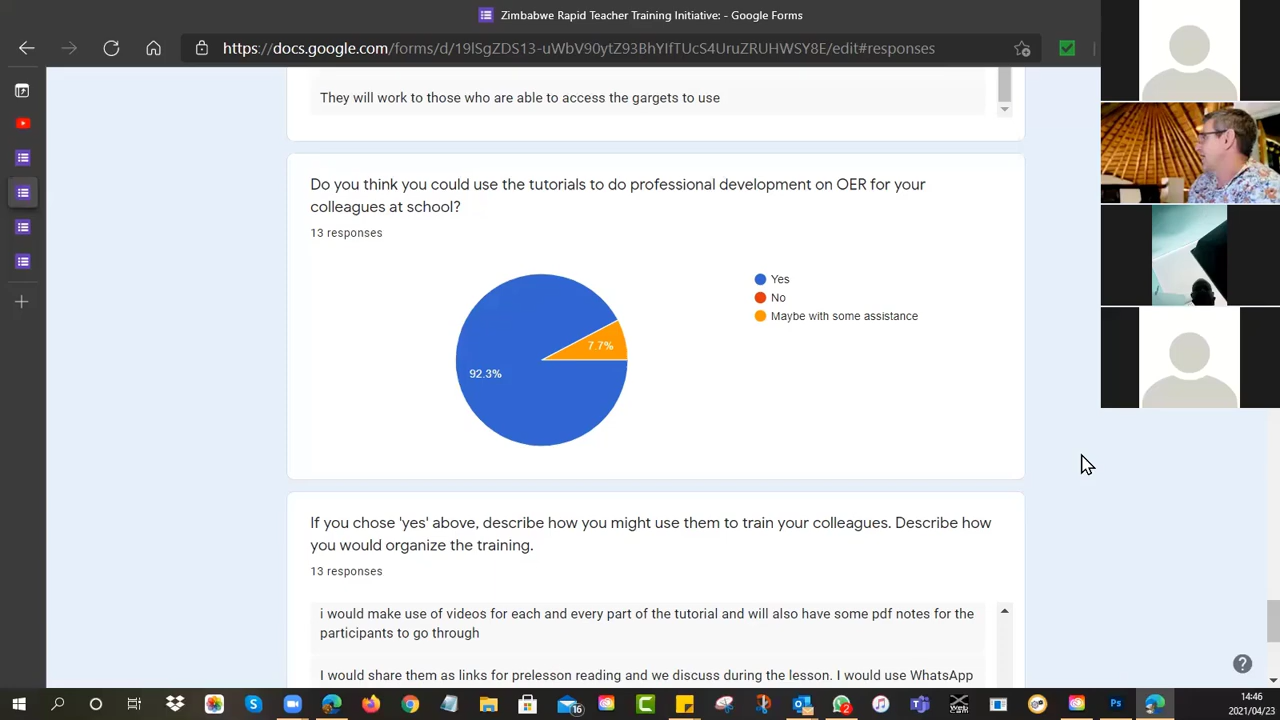 Zimbabwe Rapid Teacher Training Initiative: - Google Forms
https://docs.google.com/forms/d/19lSgZDS13-uWbV90ytZ93BhYIfTUcS4UruZRUHWSY8E/edit#responses
They will work to those who are able to access the gargets to use
Do you think you could use the tutorials to do professional development on OER for your
colleagues at school?
13 responses
Yes
No
Maybe with some assistance
7.7%
92.3%
If you chose 'yes' above, describe how you might use them to train your colleagues. Describe how
you would organize the training.
13 responses
i would make use of videos for each and every part of the tutorial and will also have some pdf notes for the
participants to go through
I would share them as links for prelesson reading and we discuss during the lesson. I would use WhatsApp
16
2
Ps
14:46
2021/04/23